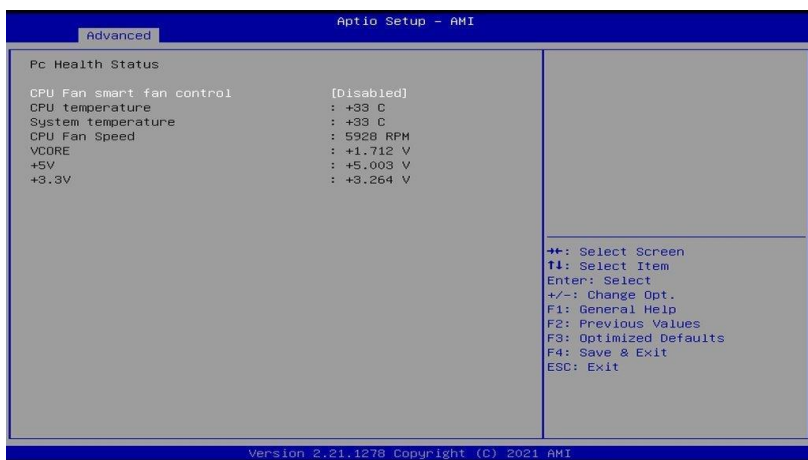 Aptio Setup – AMI
Advanced
Pc Health Status
CPU Fan smart fan control [Disabled]
CPU temperature : +33 C
System temperature : +33 C
CPU Fan Speed : 5928 RPM
VCORE : +1.712 V
+5V : +5.003 V
+3.3V : +3.264 V
→←: Select Screen
↑↓: Select Item
Enter: Select
+/-: Change Opt.
F1: General Help
F2: Previous Values
F3: Optimized Defaults
F4: Save & Exit
ESC: Exit
Version 2.21.1278 Copyright (C) 2021 AMI